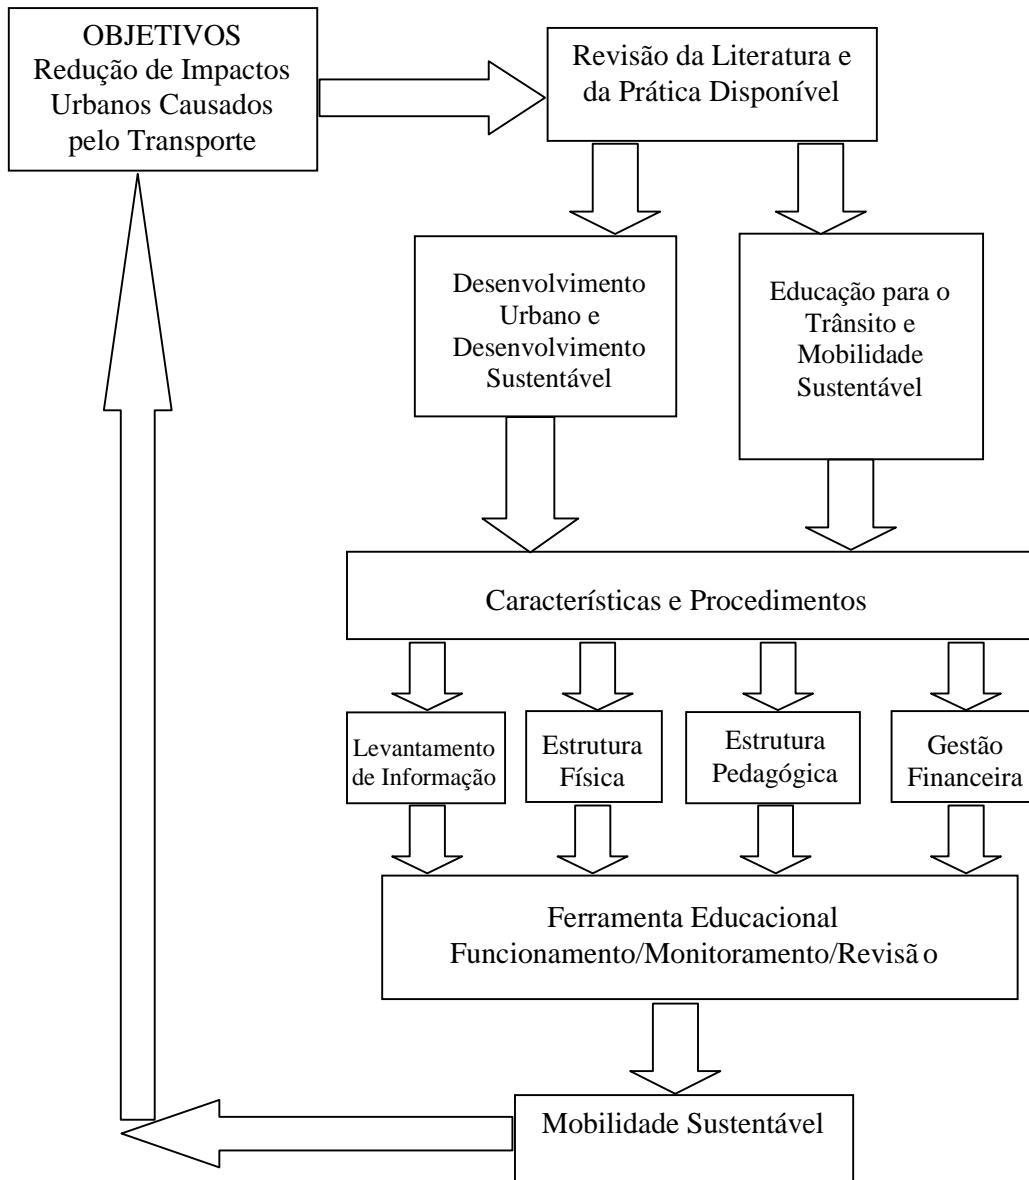 OBJETIVOS
Redução de Impactos
Urbanos Causados
pelo Transporte
Revisão da Literatura e
da Prática Disponível
Desenvolvimento
Urbano e
Desenvolvimento
Sustentável
Educação para o
Trânsito e
Mobilidade
Sustentável
Características e Procedimentos
Levantamento
de Informação
Estrutura
Física
Estrutura
Pedagógica
Gestão
Financeira
Ferramenta Educacional
Funcionamento/Monitoramento/Revisão
Mobilidade Sustentável